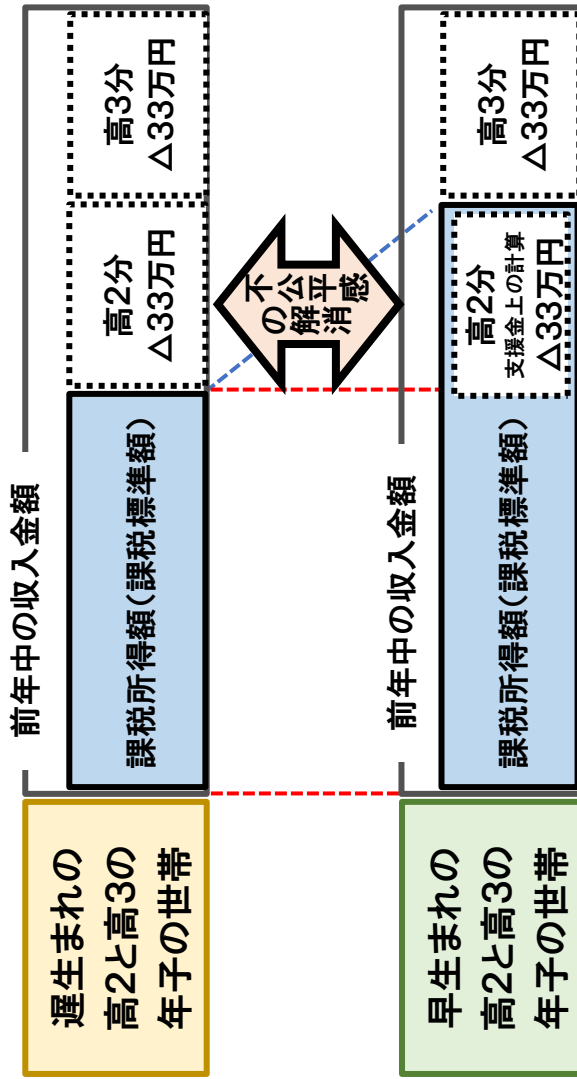 遅生まれの
高2と高3の
年子の世帯
前年中の収入金額
課税所得額(課税標準額)
高2分
△33万円
高3分
△33万円
不公平感
の解消
早生まれの
高2と高3の
年子の世帯
前年中の収入金額
課税所得額(課税標準額)
高2分
支援金上の計算
△33万円
高3分
△33万円